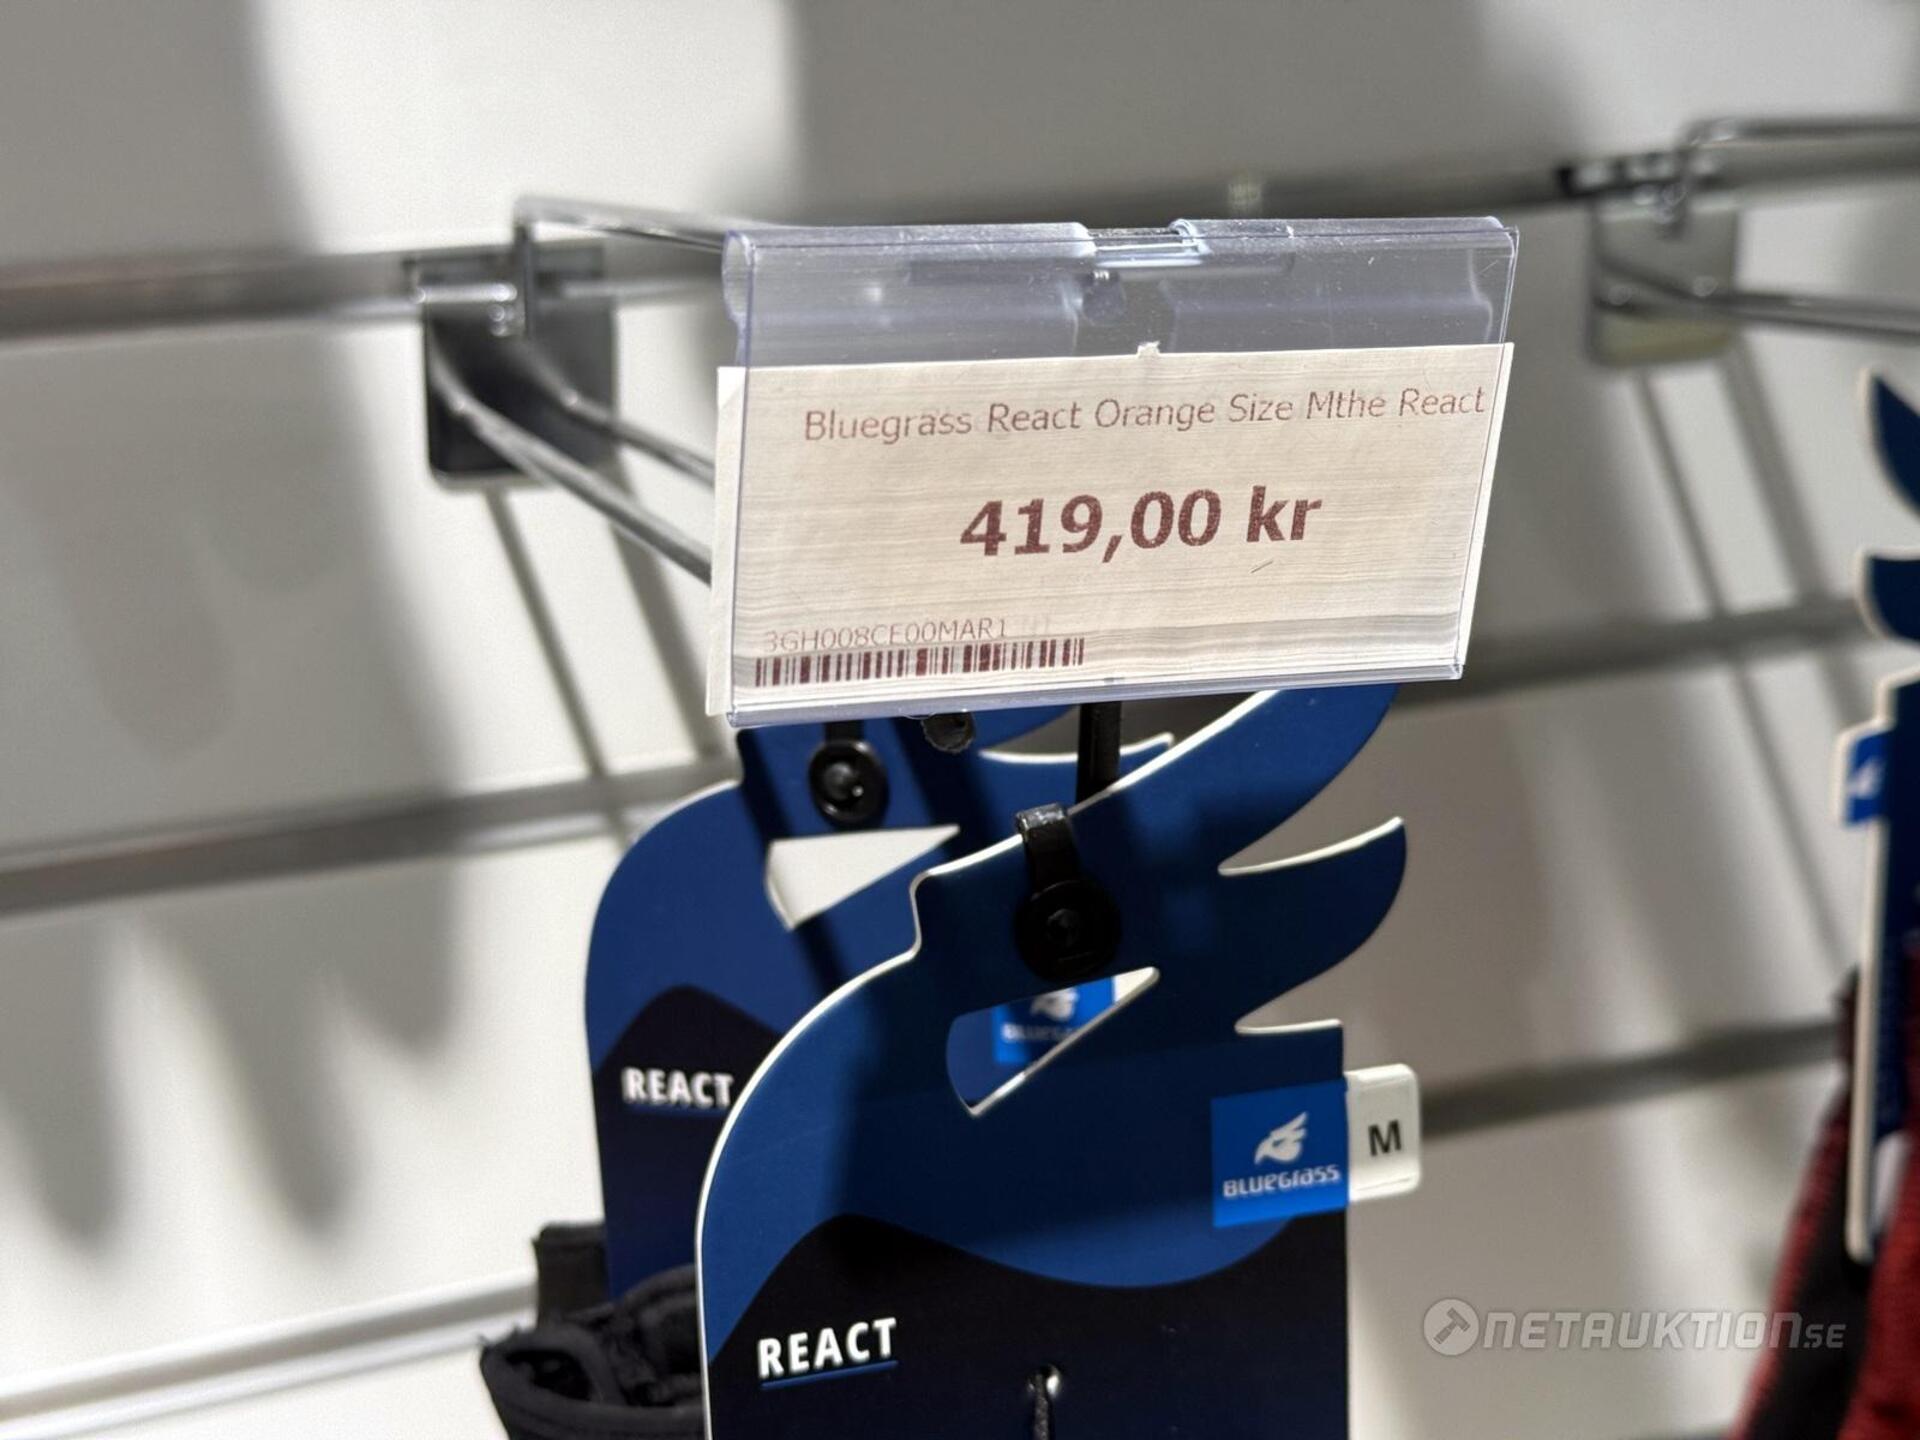 Bluegrass React Orange Size Mthe React
419,00 kr
3GH008CE00MAR1
REACT
BLUEGrass
M
REACT
NETAUKTION.SE